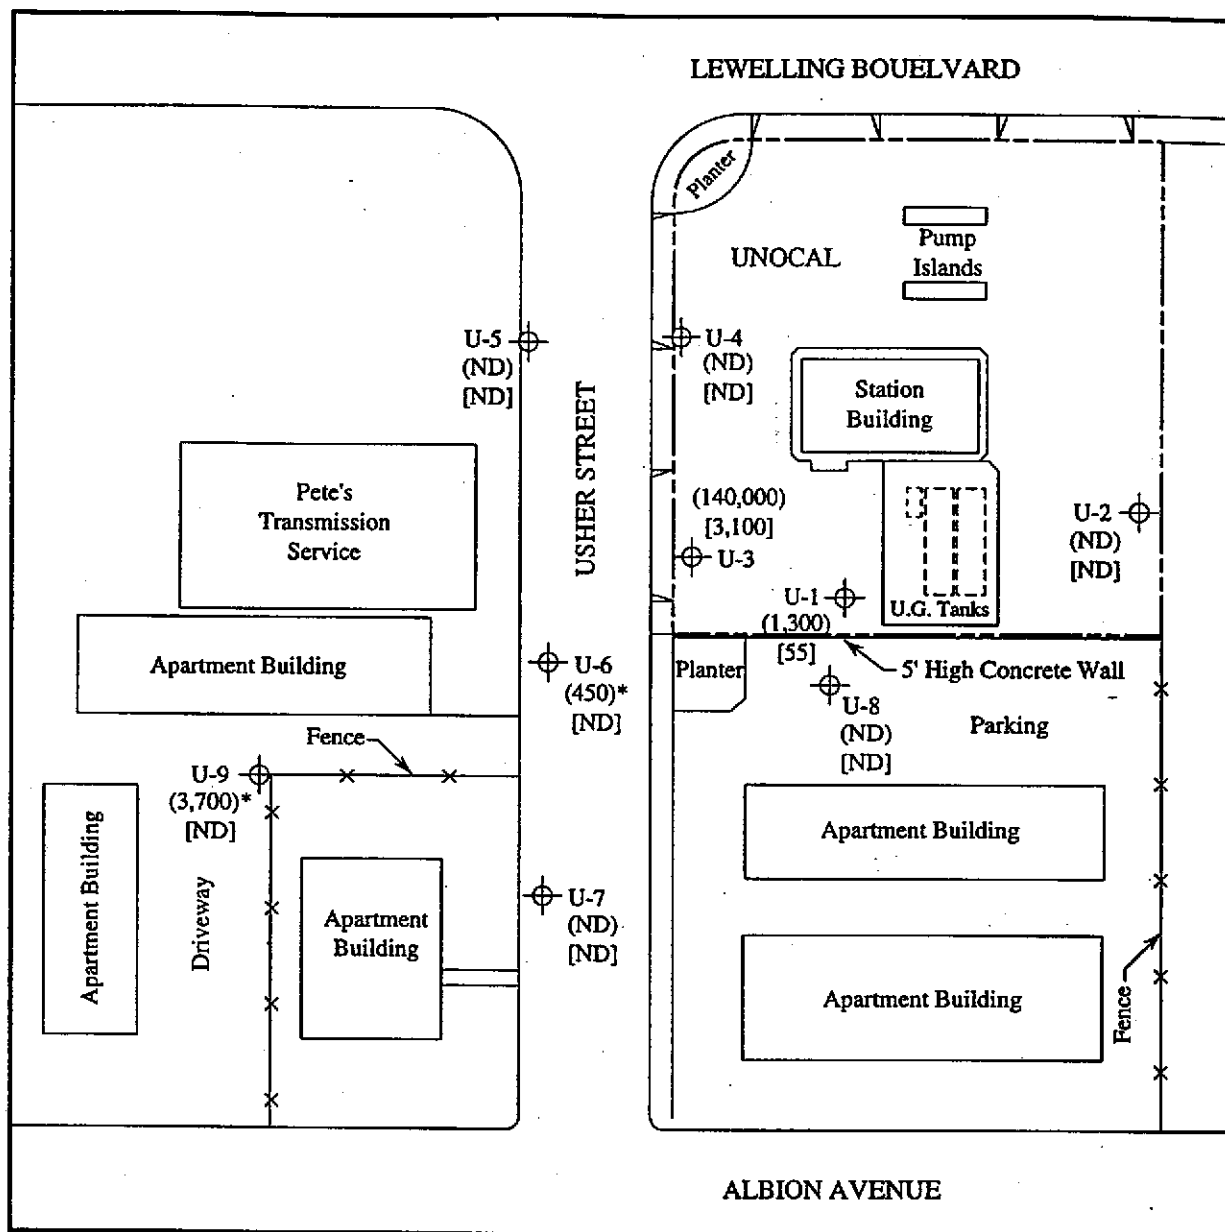 LEWELLING BOUELVARD
Planter
UNOCAL
Pump
Islands
U-5
(ND)
[ND]
U-4
(ND)
[ND]
USHER STREET
Station
Building
Pete's
Transmission
Service
(140,000)
[3,100]
U-3
U-2
(ND)
[ND]
U-1
(1,300)
[55]
U.G. Tanks
Apartment Building
U-6
(450)*
[ND]
Planter
5' High Concrete Wall
U-8
(ND)
[ND]
Parking
Fence
U-9
(3,700)*
[ND]
Apartment Building
Driveway
Apartment
Building
U-7
(ND)
[ND]
Apartment Building
Apartment Building
Fence
ALBION AVENUE